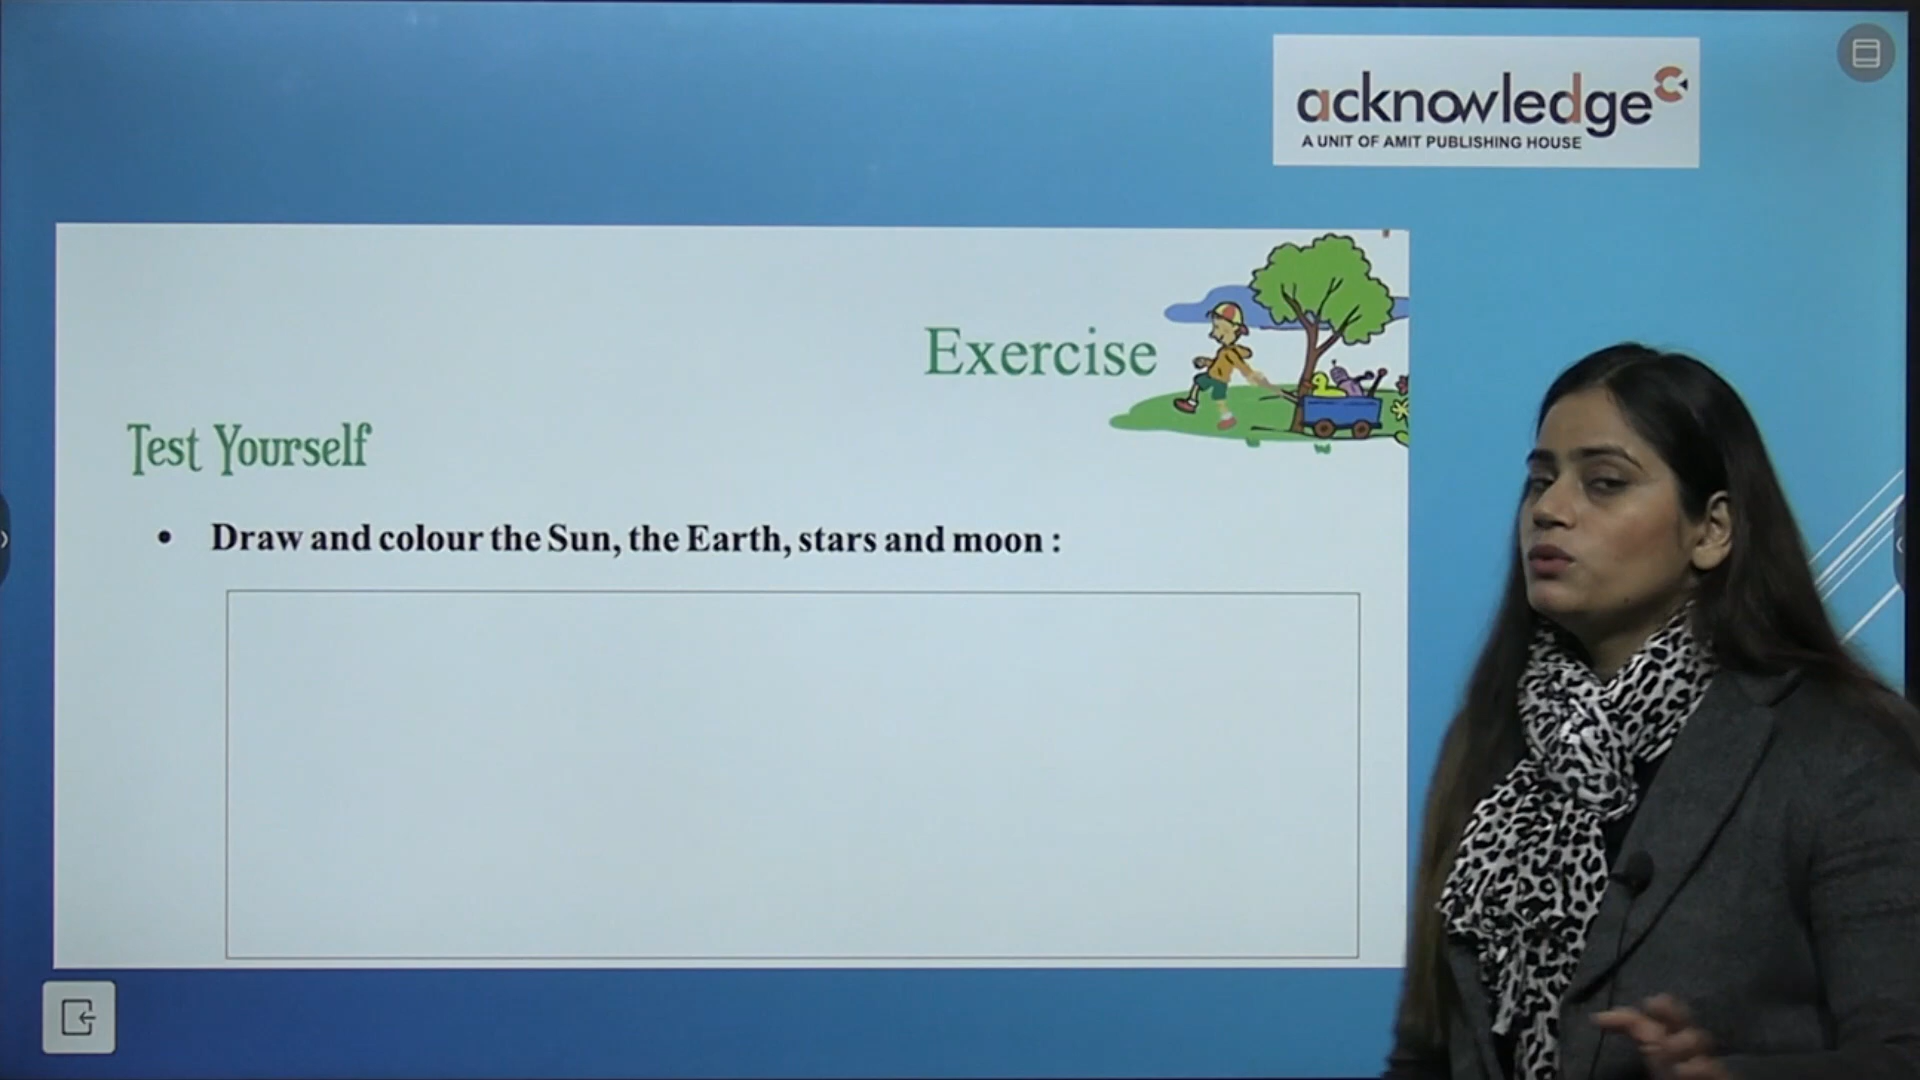 acknowledge
A UNIT OF AMIT PUBLISHING HOUSE
Exercise
Test Yourself
• Draw and colour the Sun, the Earth, stars and moon :